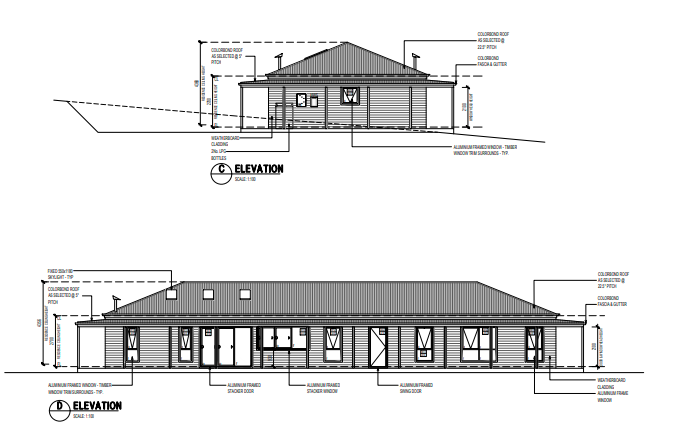 COLORBOND ROOF
AS SELECTED @ 5°
PITCH
COLORBOND ROOF
AS SELECTED @
22.5° PITCH
COLORBOND
FASCIA & GUTTER
WEATHERBOARD
CLADDING
2No. LPG
BOTTLES
ALUMINIUM FRAMED WINDOW - TIMBER
WINDOW TRIM SURROUNDS - TYP.
C ELEVATION
SCALE: 1:100
FIXED 550x1180
SKYLIGHT - TYP
COLORBOND ROOF
AS SELECTED @ 5°
PITCH
COLORBOND ROOF
AS SELECTED @
22.5° PITCH
COLORBOND
FASCIA & GUTTER
ALUMINIUM FRAMED WINDOW - TIMBER
WINDOW TRIM SURROUNDS - TYP.
ALUMINIUM FRAMED
STACKER DOOR
ALUMINIUM FRAMED
STACKER WINDOW
ALUMINIUM FRAMED
SWING DOOR
WEATHERBOARD
CLADDING
ALUMINIUM FRAME
WINDOW
D ELEVATION
SCALE: 1:100